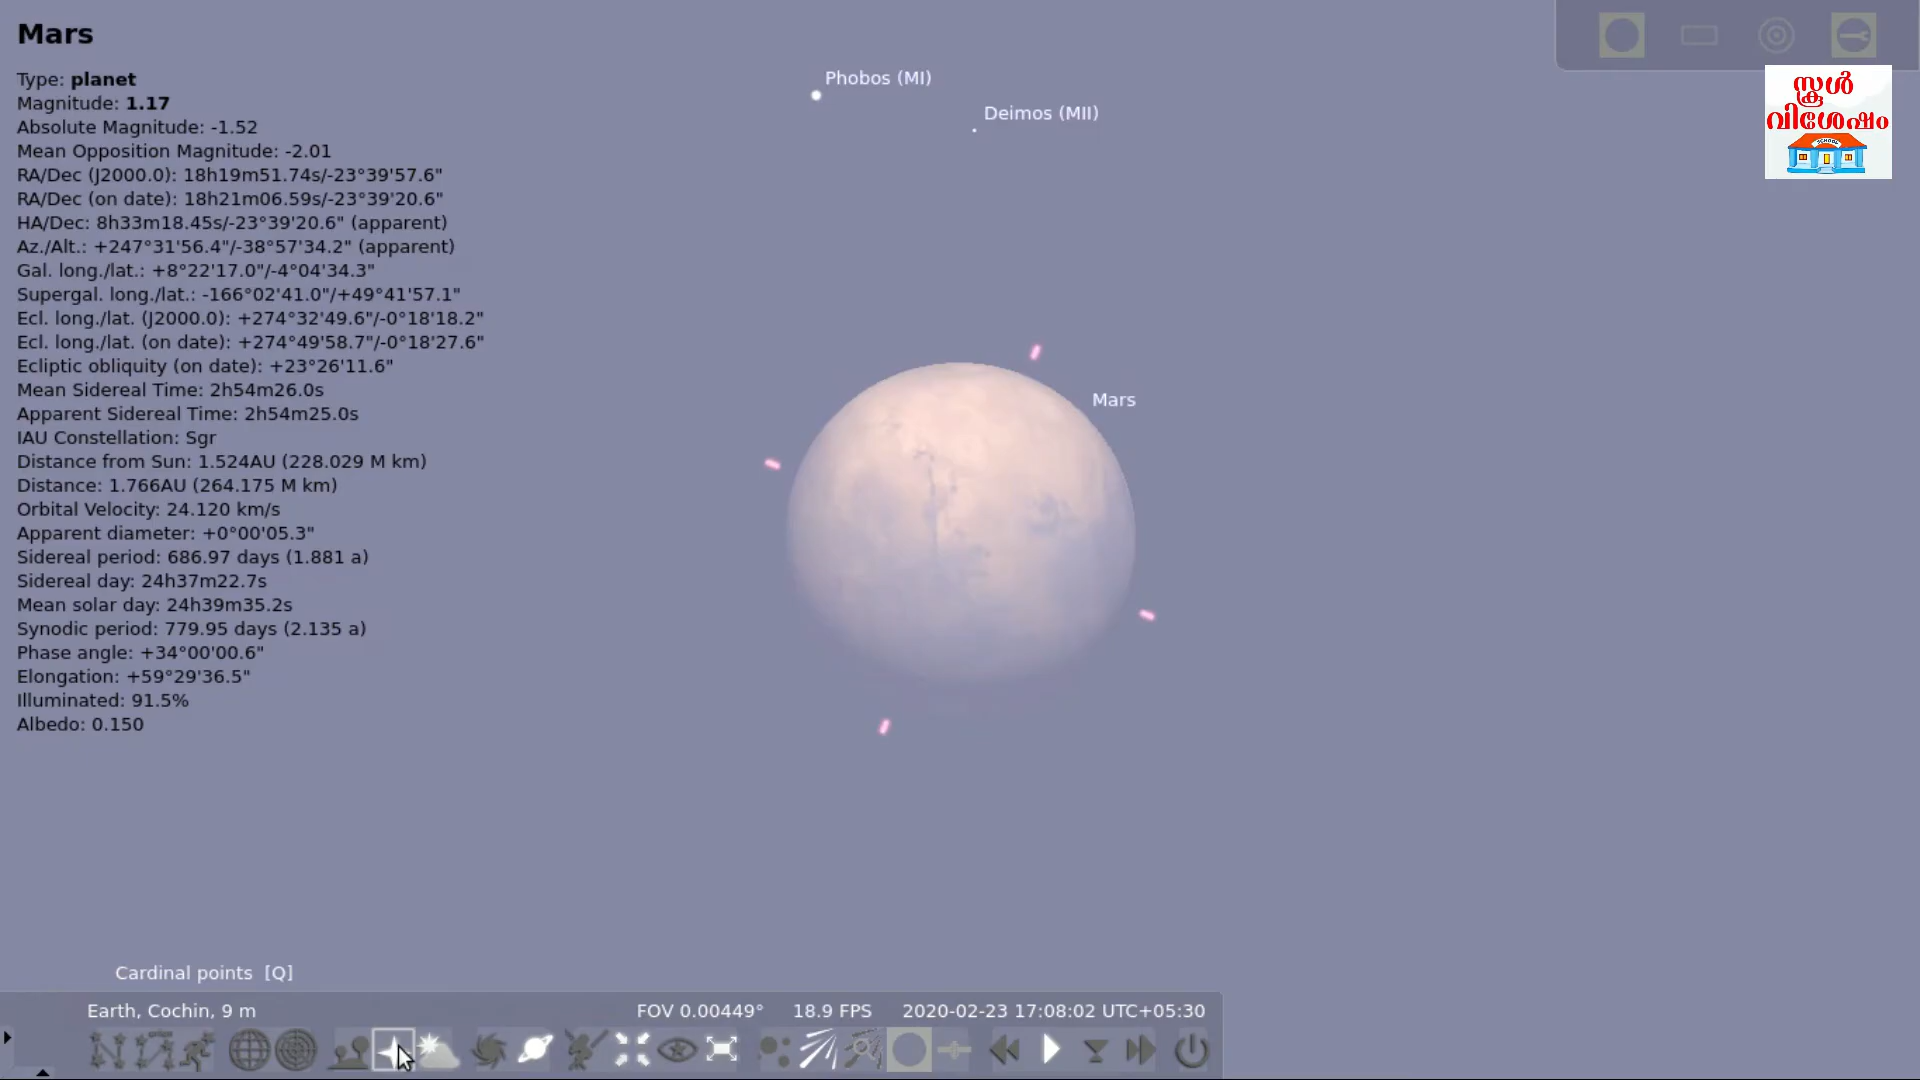 Mars
Type: planet
Magnitude: 1.17
Absolute Magnitude: -1.52
Mean Opposition Magnitude: -2.01
RA/Dec (J2000.0): 18h19m51.74s/-23°39'57.6"
RA/Dec (on date): 18h21m06.59s/-23°39'20.6"
HA/Dec: 8h33m18.45s/-23°39'20.6" (apparent)
Az./Alt.: +247°31'56.4"/-38°57'34.2" (apparent)
Gal. long./lat.: +8°22'17.0"/-4°04'34.3"
Supergal. long./lat.: -166°02'41.0"/+49°41'57.1"
Ecl. long./lat. (J2000.0): +274°32'49.6"/-0°18'18.2"
Ecl. long./lat. (on date): +274°49'58.7"/-0°18'27.6"
Ecliptic obliquity (on date): +23°26'11.6"
Mean Sidereal Time: 2h54m26.0s
Apparent Sidereal Time: 2h54m25.0s
IAU Constellation: Sgr
Distance from Sun: 1.524AU (228.029 M km)
Distance: 1.766AU (264.175 M km)
Orbital Velocity: 24.120 km/s
Apparent diameter: +0°00'05.3"
Sidereal period: 686.97 days (1.881 a)
Sidereal day: 24h37m22.7s
Mean solar day: 24h39m35.2s
Synodic period: 779.95 days (2.135 a)
Phase angle: +34°00'00.6"
Elongation: +59°29'36.5"
Illuminated: 91.5%
Albedo: 0.150
Phobos (MI)
Deimos (MII)
Mars
സ്കൂൾ
വിശേഷം
SCHOOL
Cardinal points [Q]
Earth, Cochin, 9 m
FOV 0.00449° 18.9 FPS 2020-02-23 17:08:02 UTC+05:30